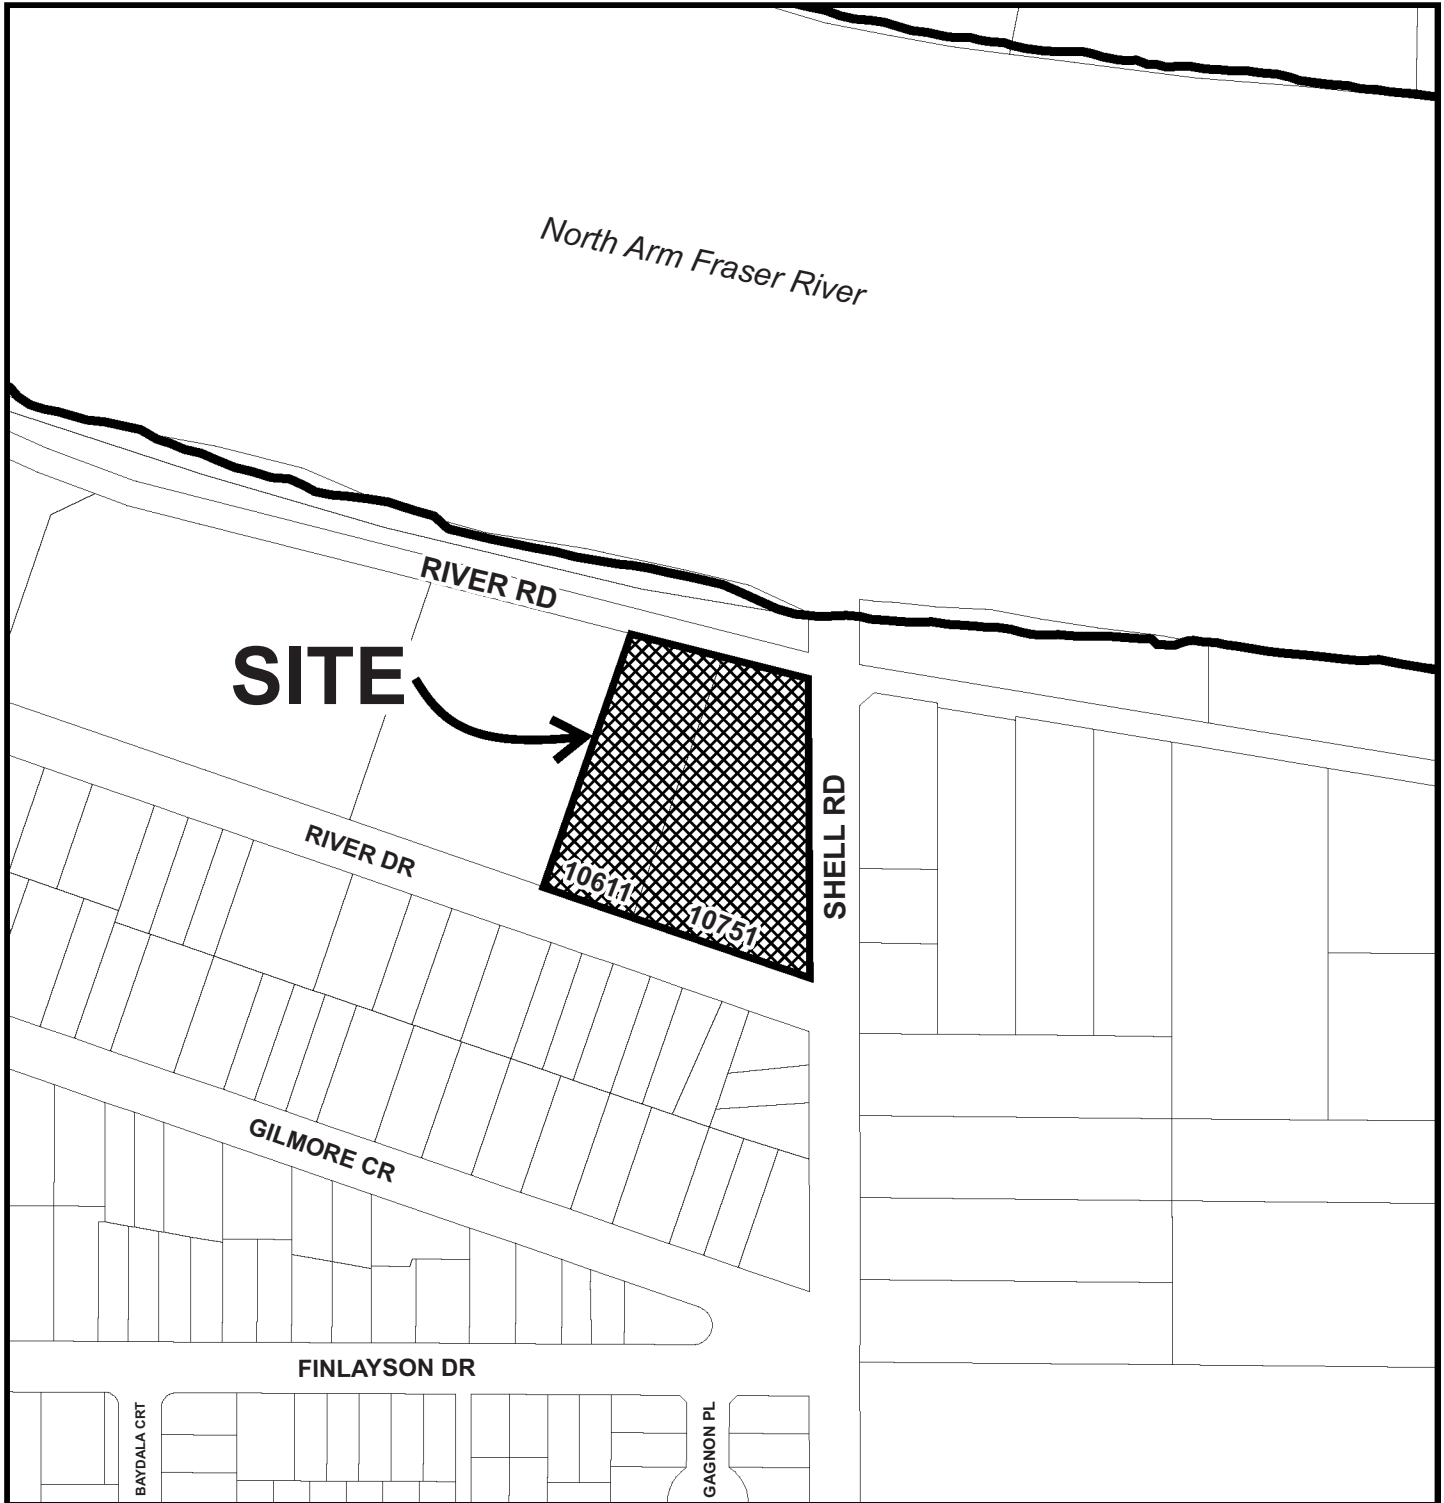 North Arm Fraser River
RIVER RD
SITE
SHELL RD
RIVER DR
10611
10751
GILMORE CR
FINLAYSON DR
BAYDALA CRT
GAGNON PL